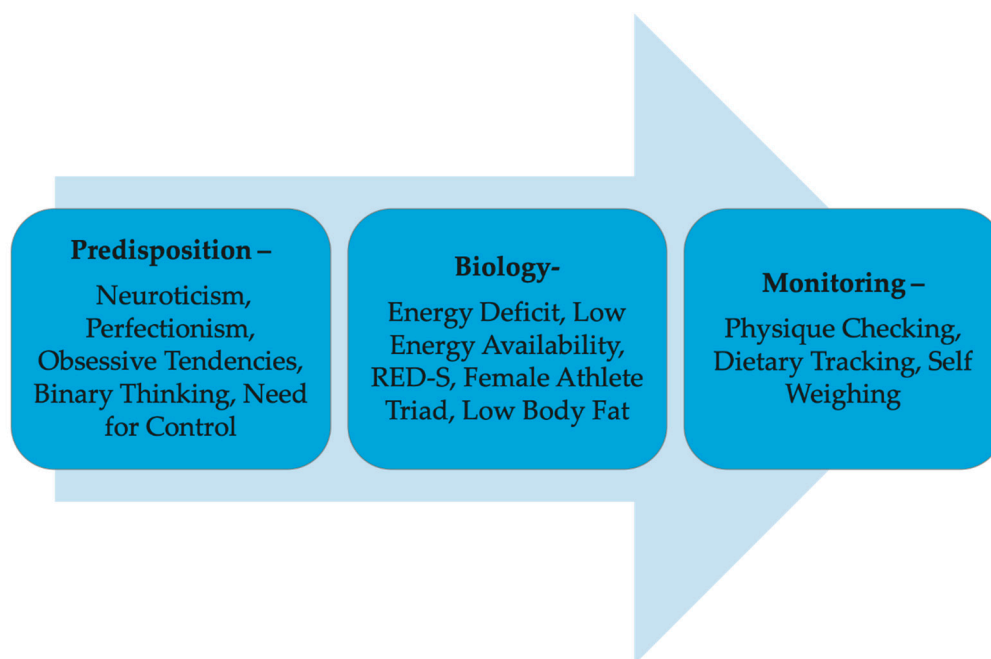 Predisposition –
Neuroticism,
Perfectionism,
Obsessive Tendencies,
Binary Thinking, Need
for Control
Biology-
Energy Deficit, Low
Energy Availability,
RED-S, Female Athlete
Triad, Low Body Fat
Monitoring –
Physique Checking,
Dietary Tracking, Self
Weighing